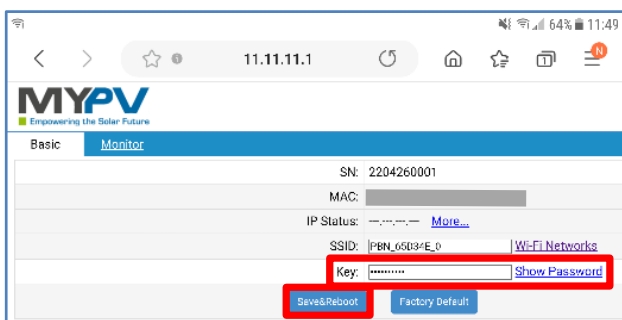 64% 11:49
11.11.11.1 1 N
MYPV
Empowering the Solar Future
Basic Monitor
SN: 2204260001
MAC:
IP Status: ---.---.---.--- More...
SSID: PBN_65D34E_0 Wi-Fi Networks
Key: •••••••••• Show Password
Save&Reboot Factory Default